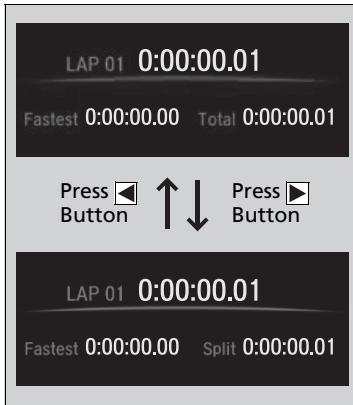 LAP 01 0:00:00.01
Fastest 0:00:00.00 Total 0:00:00.01
Press ◀ Press ▶
Button Button
LAP 01 0:00:00.01
Fastest 0:00:00.00 Split 0:00:00.01